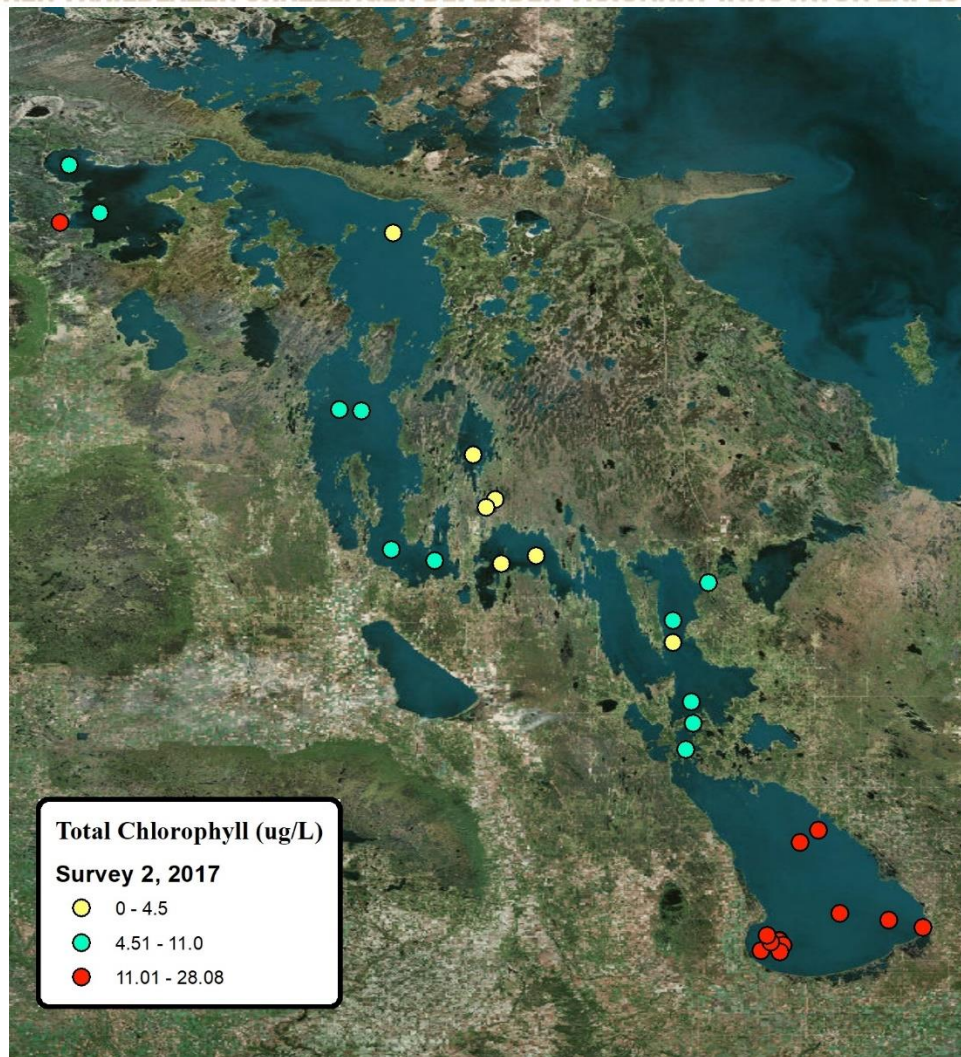 Total Chlorophyll (ug/L)
Survey 2, 2017
0 - 4.5
4.51 - 11.0
11.01 - 28.08